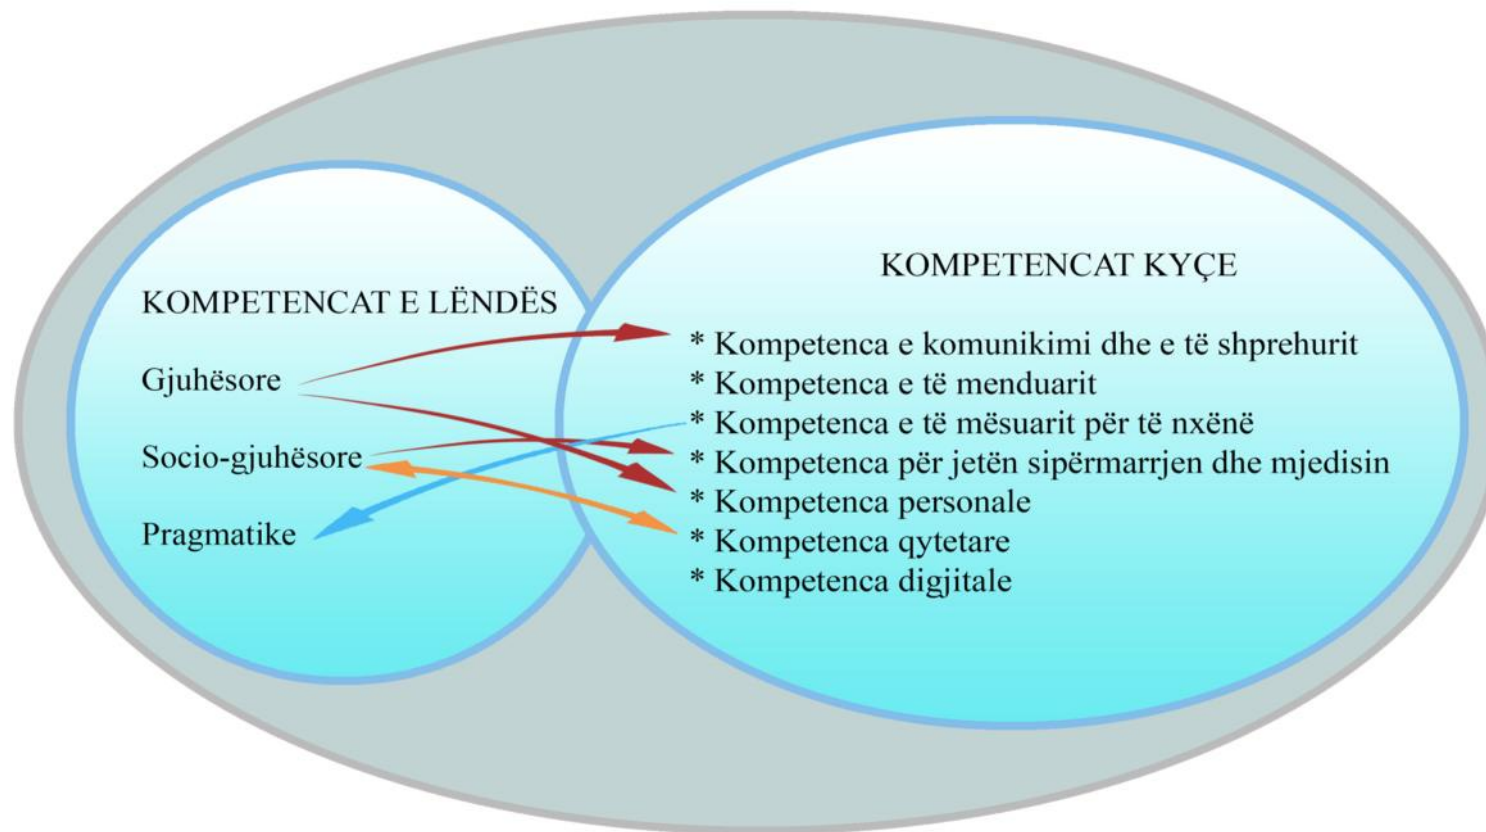 KOMPETENCAT E LËNDËS
Gjuhësore
Socio-gjuhësore
Pragmatike
KOMPETENCAT KYÇE
* Kompetenca e komunikimi dhe e të shprehurit
* Kompetenca e të menduarit
* Kompetenca e të mësuarit për të nxënë
* Kompetenca për jetën sipërmarrjen dhe mjedisin
* Kompetenca personale
* Kompetenca qytetare
* Kompetenca digjitale